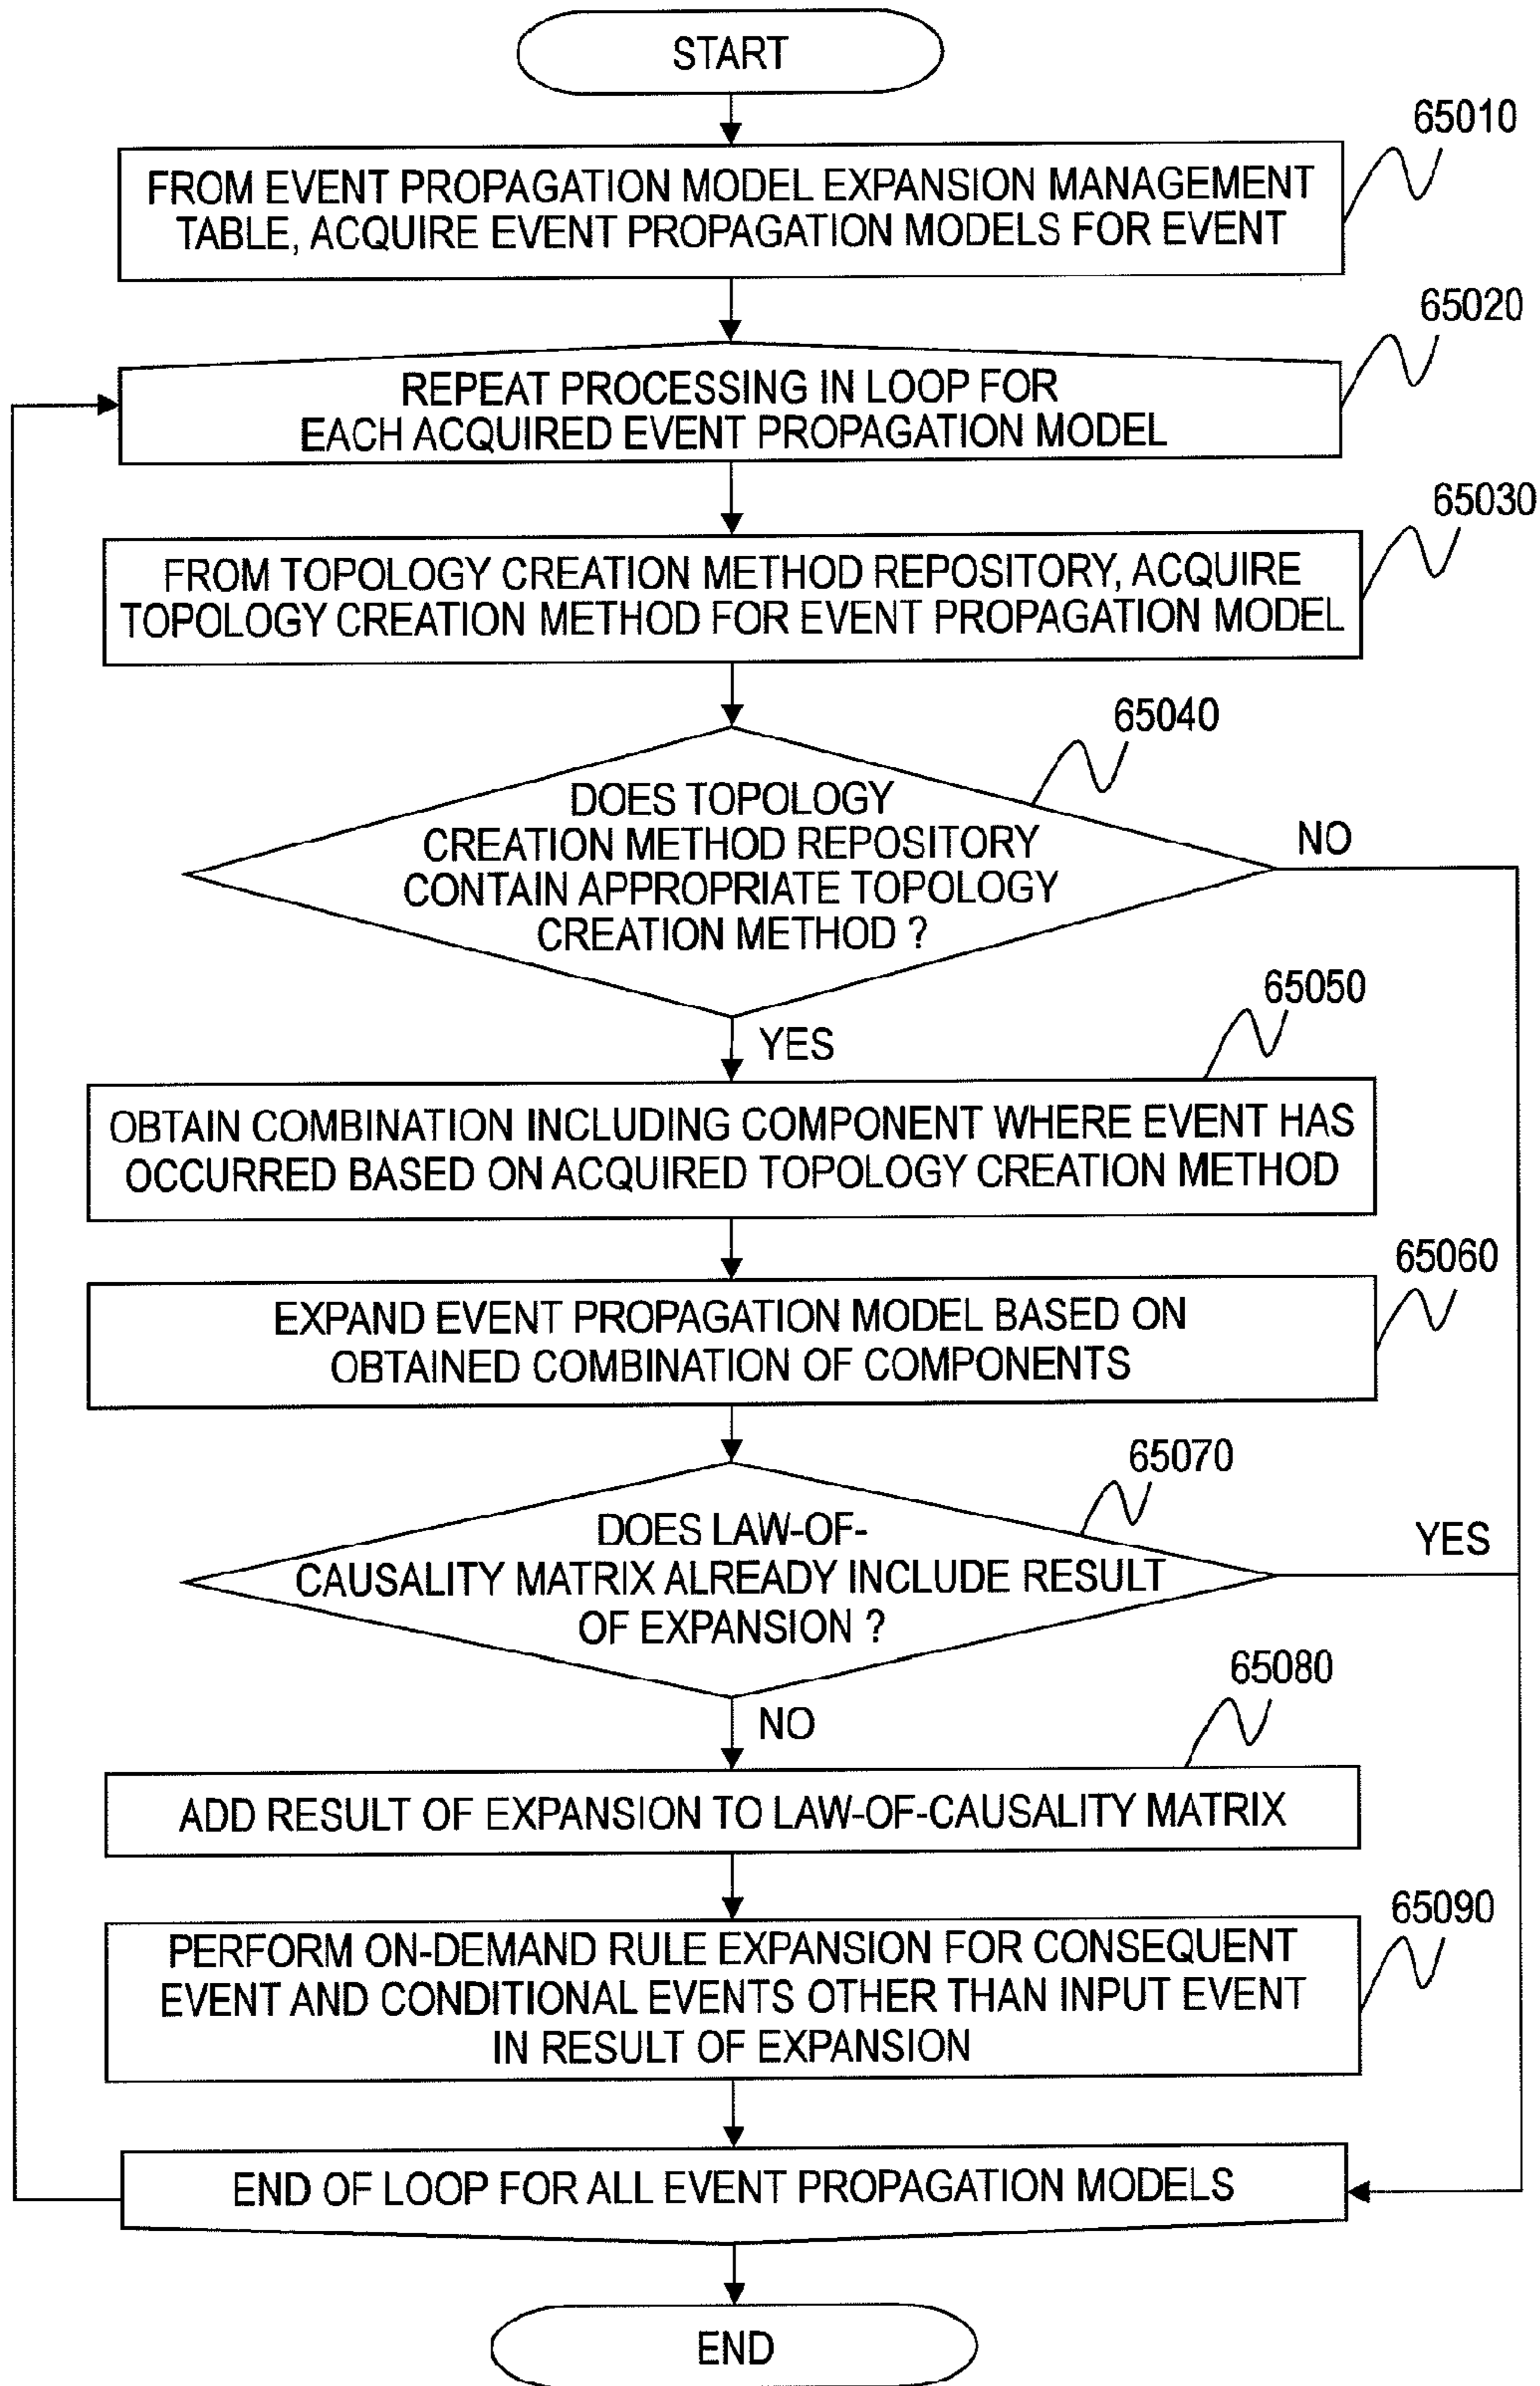 START
65010
FROM EVENT PROPAGATION MODEL EXPANSION MANAGEMENT
TABLE, ACQUIRE EVENT PROPAGATION MODELS FOR EVENT
65020
REPEAT PROCESSING IN LOOP FOR
EACH ACQUIRED EVENT PROPAGATION MODEL
65030
FROM TOPOLOGY CREATION METHOD REPOSITORY, ACQUIRE
TOPOLOGY CREATION METHOD FOR EVENT PROPAGATION MODEL
65040
DOES TOPOLOGY
CREATION METHOD REPOSITORY
CONTAIN APPROPRIATE TOPOLOGY
CREATION METHOD ?
NO
YES
65050
OBTAIN COMBINATION INCLUDING COMPONENT WHERE EVENT HAS
OCCURRED BASED ON ACQUIRED TOPOLOGY CREATION METHOD
65060
EXPAND EVENT PROPAGATION MODEL BASED ON
OBTAINED COMBINATION OF COMPONENTS
65070
DOES LAW-OF-
CAUSALITY MATRIX ALREADY INCLUDE RESULT
OF EXPANSION ?
YES
NO
65080
ADD RESULT OF EXPANSION TO LAW-OF-CAUSALITY MATRIX
65090
PERFORM ON-DEMAND RULE EXPANSION FOR CONSEQUENT
EVENT AND CONDITIONAL EVENTS OTHER THAN INPUT EVENT
IN RESULT OF EXPANSION
END OF LOOP FOR ALL EVENT PROPAGATION MODELS
END